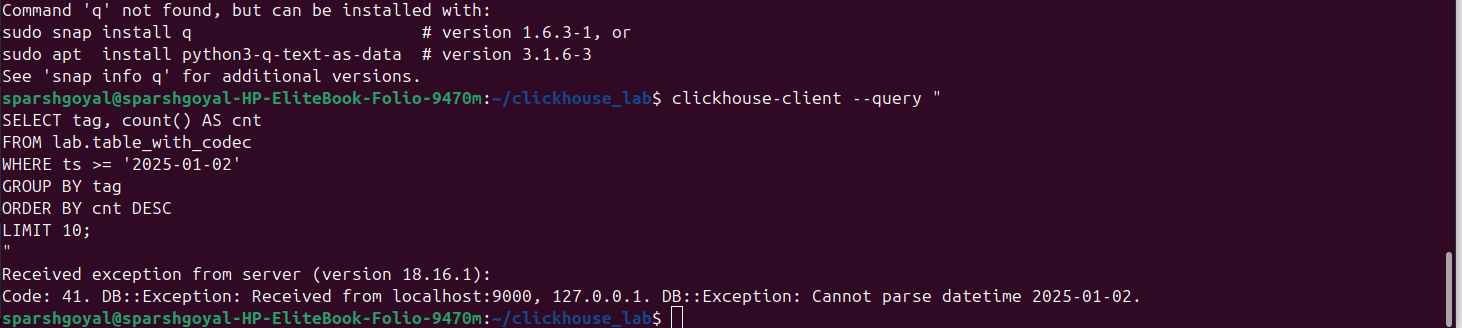 Command 'q' not found, but can be installed with:
sudo snap install q                       # version 1.6.3-1, or
sudo apt  install python3-q-text-as-data  # version 3.1.6-3
See 'snap info q' for additional versions.
sparshgoyal@sparshgoyal-HP-EliteBook-Folio-9470m:~/clickhouse_lab$ clickhouse-client --query "
SELECT tag, count() AS cnt
FROM lab.table_with_codec
WHERE ts >= '2025-01-02'
GROUP BY tag
ORDER BY cnt DESC
LIMIT 10;
"
Received exception from server (version 18.16.1):
Code: 41. DB::Exception: Received from localhost:9000, 127.0.0.1. DB::Exception: Cannot parse datetime 2025-01-02.
sparshgoyal@sparshgoyal-HP-EliteBook-Folio-9470m:~/clickhouse_lab$